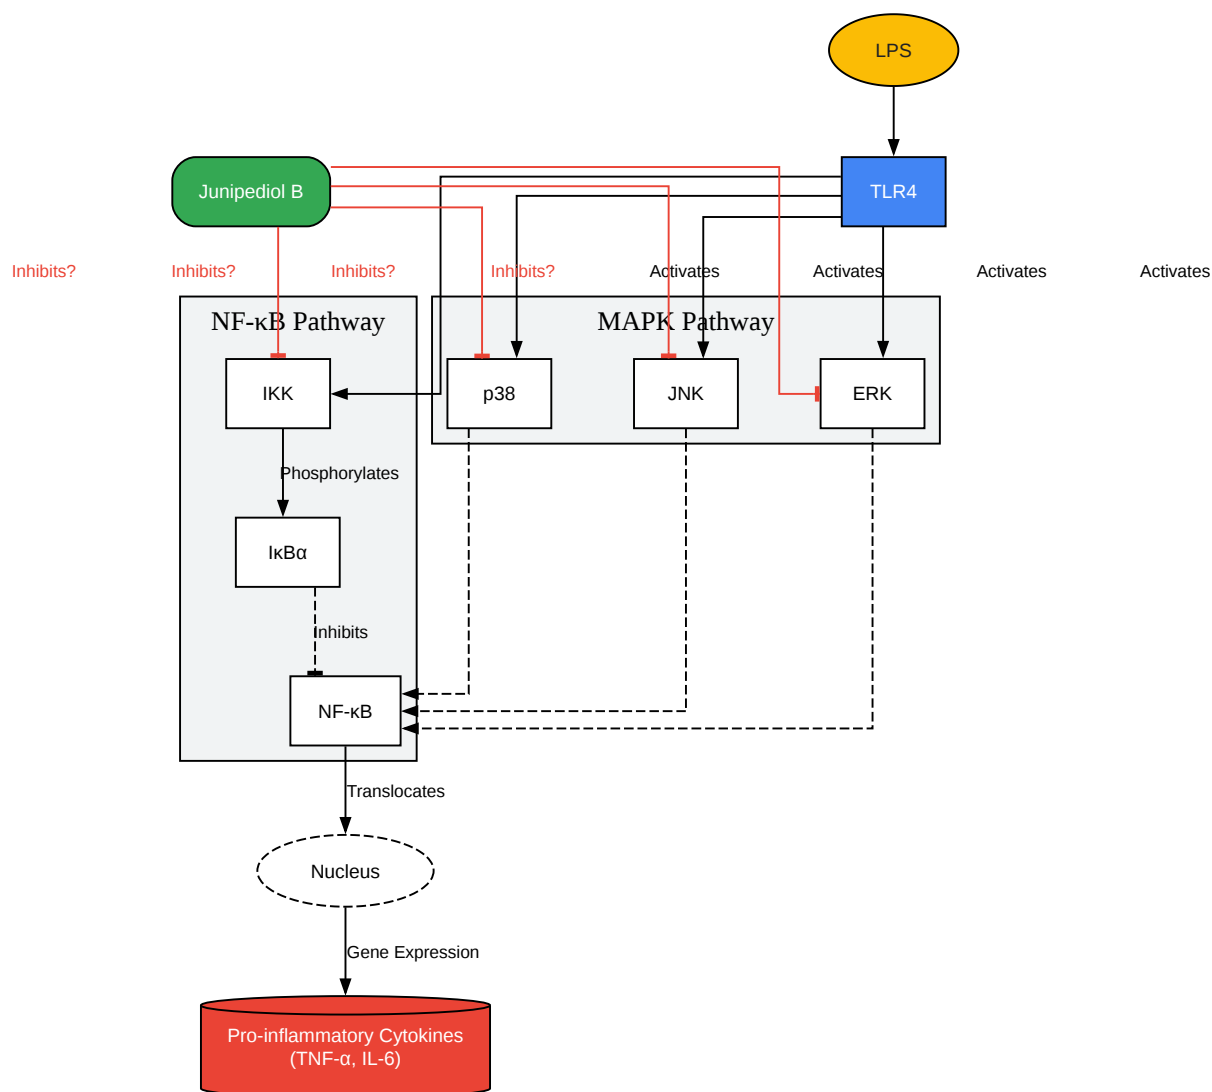 LPS
Junipediol B
TLR4
Inhibits?
Inhibits?
Inhibits?
Inhibits?
Activates
Activates
Activates
Activates
NF-κB Pathway
MAPK Pathway
IKK
p38
JNK
ERK
Phosphorylates
IκBα
Inhibits
NF-κB
Translocates
Nucleus
Gene Expression
Pro-inflammatory Cytokines
(TNF-α, IL-6)